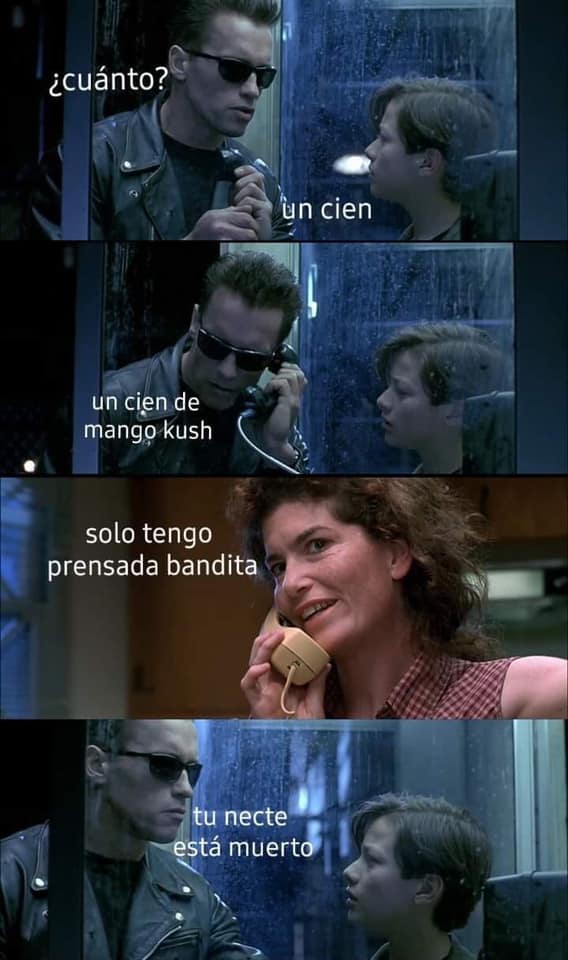 ¿cuánto?
un cien
un cien de
mango kush
solo tengo
prensada bandita
tu necte
está muerto